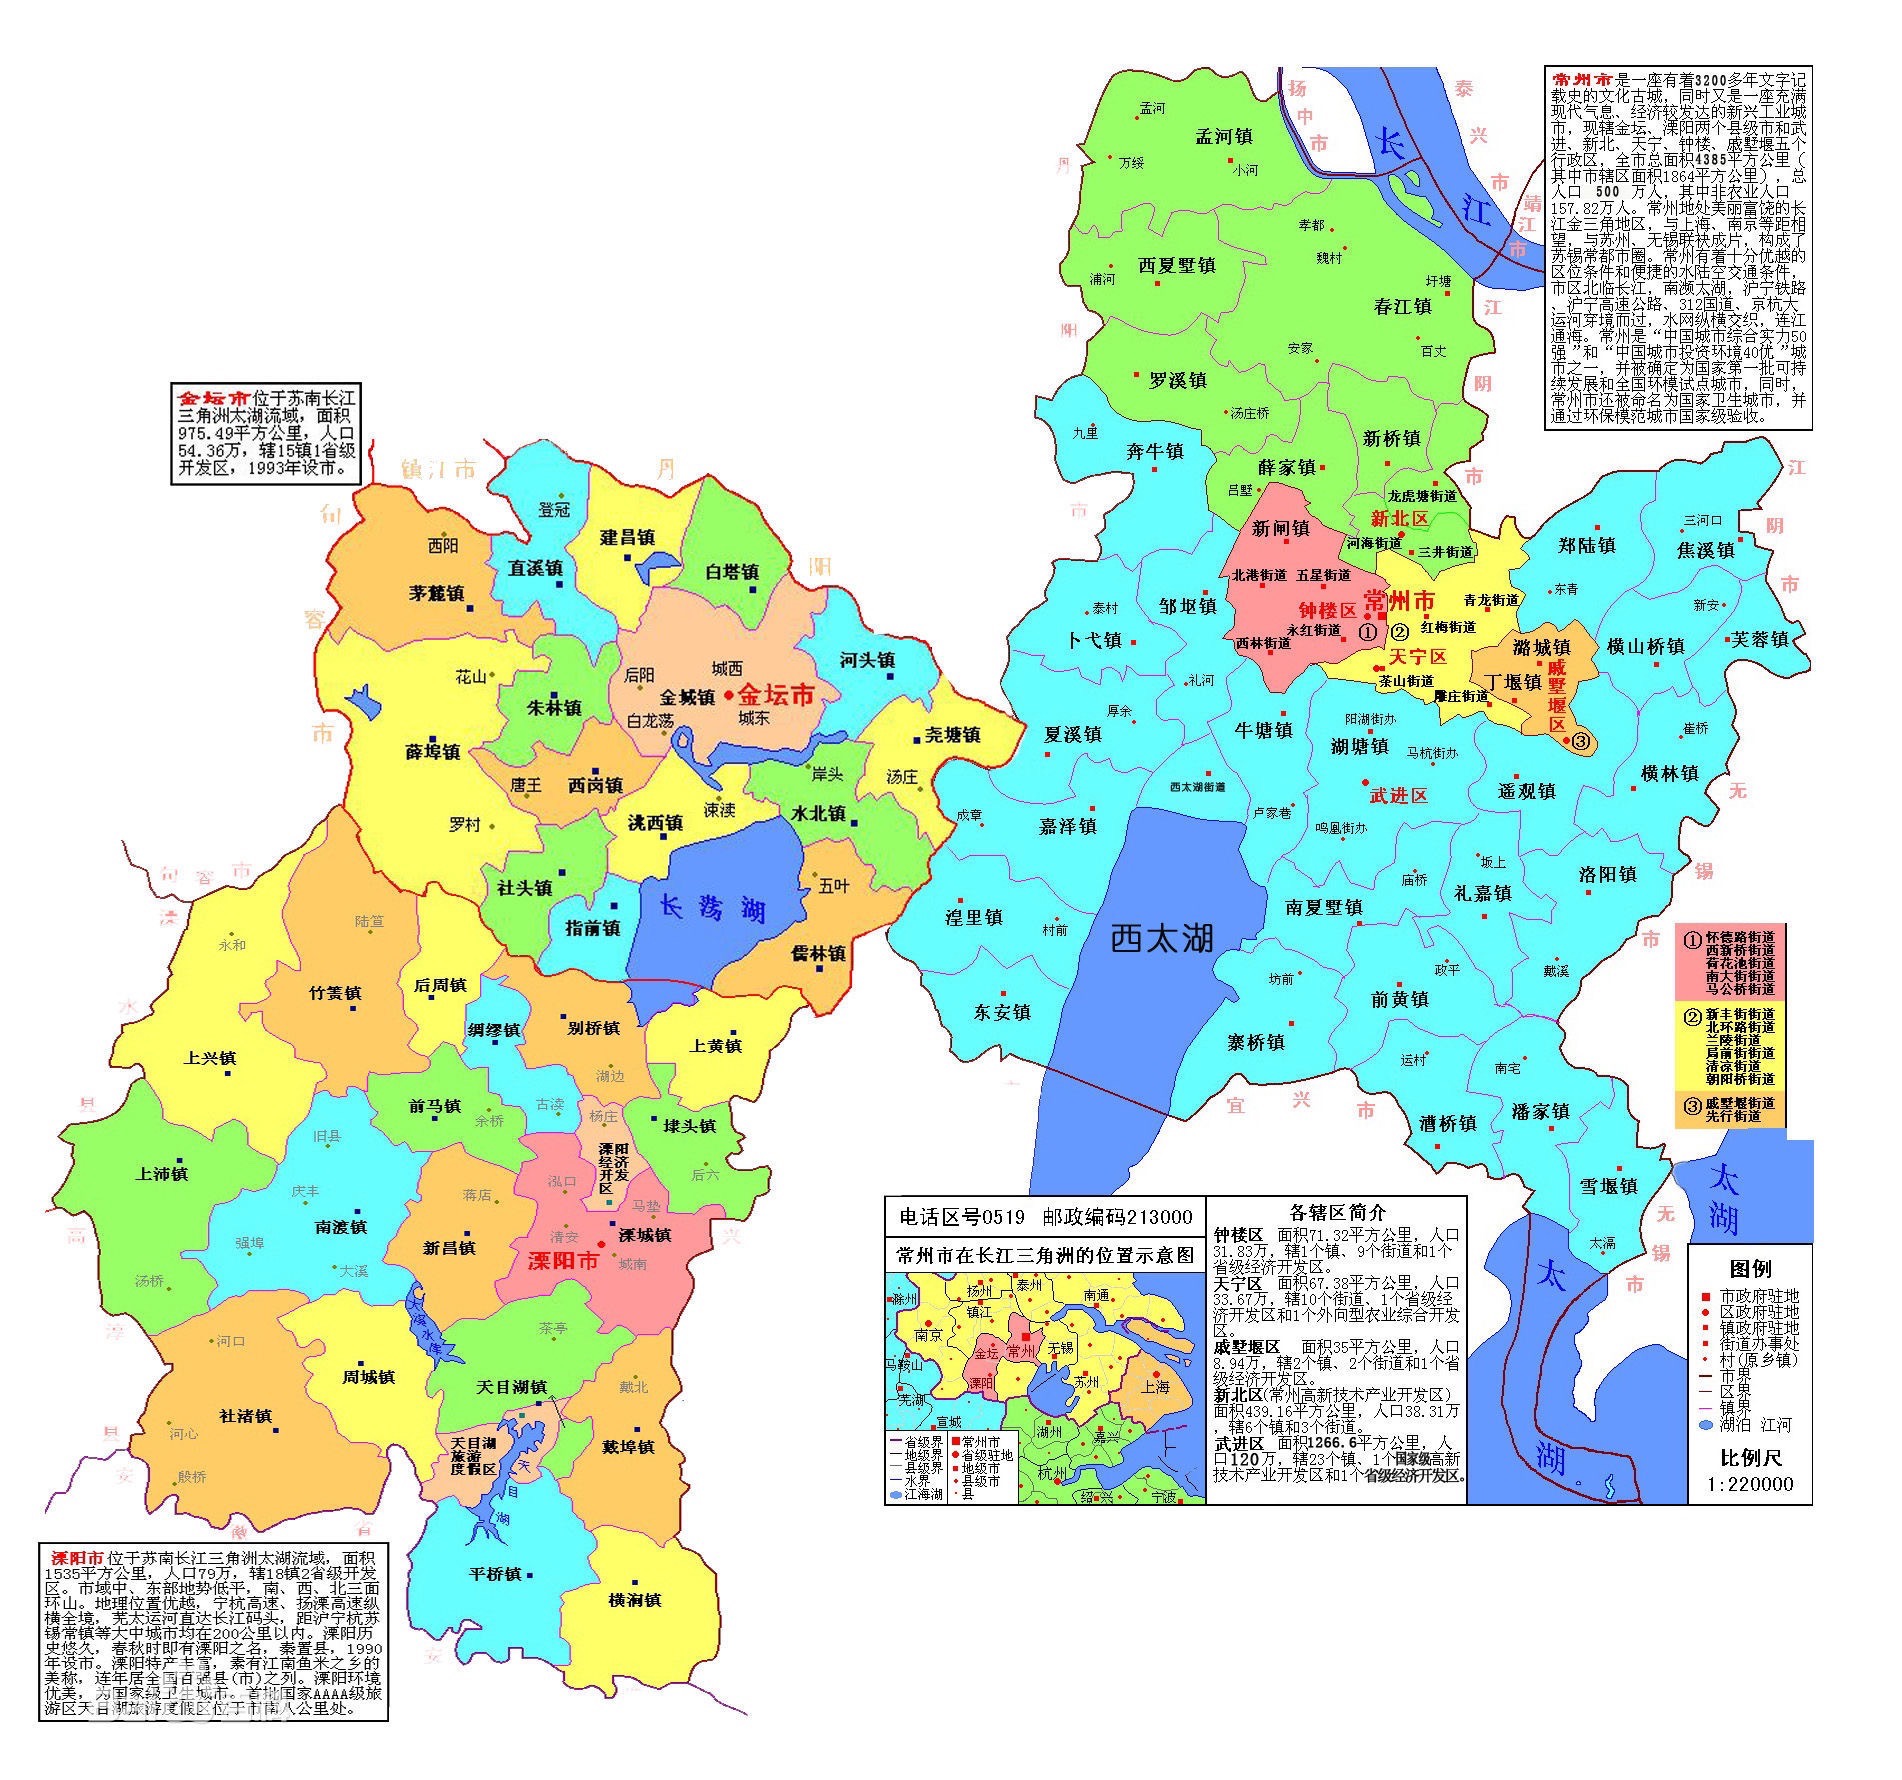 常州市是一座有着3200多年文字记
载史的文化古城，同时又是一座充满
现代气息、经济较发达的新兴工业城
市，现辖金坛、溧阳两个县级市和武
进、新北、天宁、钟楼、戚墅堰五个
行政区，全市总面积4385平方公里（
其中市辖区面积1864平方公里），总
人口 500 万人，其中非农业人口
157.82万人。常州地处美丽富饶的长
江金三角地区，与上海、南京等距相
望，与苏州、无锡联袂成片，构成了
苏锡常都市圈。常州有着十分优越的
区位条件和便捷的水陆空交通条件，
市区北临长江，南濒太湖，沪宁铁路
、沪宁高速公路、312国道、京杭大
运河穿境而过，水网纵横交织，连江
通海。常州是“中国城市综合实力50
强”和“中国城市投资环境40优”城
市之一，并被确定为国家第一批可持
续发展和全国环模试点城市，同时，
常州市还被命名为国家卫生城市，并
通过环保模范城市国家级验收。
金坛市位于苏南长江
三角洲太湖流域，面积
975.49平方公里，人口
54.36万，辖15镇1省级
开发区，1993年设市。
扬中市
泰兴市
靖江市
长江
丹阳市
江阴市
孟河
孟河镇
万绥
小河
孝都
魏村
西夏墅镇
浦河
圩塘
春江镇
安家
百丈
罗溪镇
汤庄桥
新桥镇
薛家镇
吕墅
龙虎塘街道
新北区
河海街道
三井街道
九里
奔牛镇
新闸镇
北港街道
五星街道
钟楼区
常州市
永红街道
①
②
西林街道
青龙街道
红梅街道
天宁区
茶山街道
雕庄街道
潞城镇
丁堰镇
戚墅堰区
③
郑陆镇
三河口
焦溪镇
东青
新安
横山桥镇
芙蓉镇
江阴市
邹区镇
泰村
卜弋镇
礼河
厚余
夏溪镇
牛塘镇
阳湖街办
湖塘镇
马杭街办
武进区
西太湖街道
卢家巷
鸣凰街办
遥观镇
崔桥
横林镇
无锡市
成章
嘉泽镇
坂上
庙桥
礼嘉镇
洛阳镇
湟里镇
村前
西太湖
南夏墅镇
坊前
政平
戴溪
前黄镇
东安镇
寨桥镇
运村
南宅
潘家镇
漕桥镇
雪堰镇
太滆
宜兴市
无锡市
太湖
太湖
镇江市
丹阳
句容市
登冠
建昌镇
西阳
直溪镇
白塔镇
茅麓镇
花山
后阳
城西
河头镇
金城镇
金坛市
城东
白龙荡
朱林镇
薛埠镇
尧塘镇
唐王
西岗镇
岸头
汤庄
罗村
洮西镇
涑渎
水北镇
社头镇
五叶
指前镇
长荡湖
儒林镇
句容市
溧水县
高淳县
陆笪
永和
竹箦镇
后周镇
绸缪镇
别桥镇
上黄镇
上兴镇
湖边
前马镇
余桥
古渎
杨庄
埭头镇
旧县
溧阳经济开发区
上沛镇
后六
庆丰
蒋店
泓口
马垫
南渡镇
溧城镇
强埠
新昌镇
清安
溧阳市
城南
大溪
汤桥
大溪水库
河口
茶亭
周城镇
天目湖镇
戴北
社渚镇
河心
天目湖
旅游
度假区
戴埠镇
殷桥
天目湖
平桥镇
横涧镇
安徽省
宜兴
①怀德路街道
西新桥街道
荷花池街道
南大街街道
马公桥街道
②新丰街街道
北环路街道
兰陵街道
局前街街道
清凉街道
朝阳桥街道
③戚墅堰街道
先行街道
电话区号0519 邮政编码213000
常州市在长江三角洲的位置示意图
滁州
扬州
泰州
南通
镇江
南京
金坛
常州
无锡
马鞍山
溧阳
苏州
上海
芜湖
宣城
湖州
嘉兴
杭州
绍兴
宁波
省级界
地级界
县级界
水界
江海湖
常州市
省级驻地
地级市
县级市
县
各辖区简介
钟楼区 面积71.32平方公里，人口
31.83万，辖1个镇、9个街道和1个
省级经济开发区。
天宁区 面积67.38平方公里，人口
33.67万，辖10个街道、1个省级经
济开发区和1个外向型农业综合开发
区。
戚墅堰区 面积35平方公里，人口
8.94万，辖2个镇、2个街道和1个省
级经济开发区。
新北区(常州高新技术产业开发区)
面积439.16平方公里，人口38.31万
，辖6个镇和3个街道。
武进区 面积1266.6平方公里，人
口120万，辖23个镇、1个国家级高新
技术产业开发区和1个省级经济开发区。
图例
市政府驻地
区政府驻地
镇政府驻地
街道办事处
村(原乡镇)
市界
区界
镇界
湖泊 江河
比例尺
1:220000
溧阳市位于苏南长江三角洲太湖流域，面积
1535平方公里，人口79万，辖18镇2省级开发
区。市域中、东部地势低平，南、西、北三面
环山。地理位置优越，宁杭高速、扬溧高速纵
横全境，芜太运河直达长江码头，距沪宁杭苏
锡常镇等大中城市均在200公里以内。溧阳历
史悠久，春秋时即有溧阳之名，秦置县，1990
年设市。溧阳特产丰富，素有江南鱼米之乡的
美称，连年居全国百强县(市)之列。溧阳环境
优美，为国家级卫生城市。首批国家AAAA级旅
游区天目湖旅游度假区位于市南八公里处。